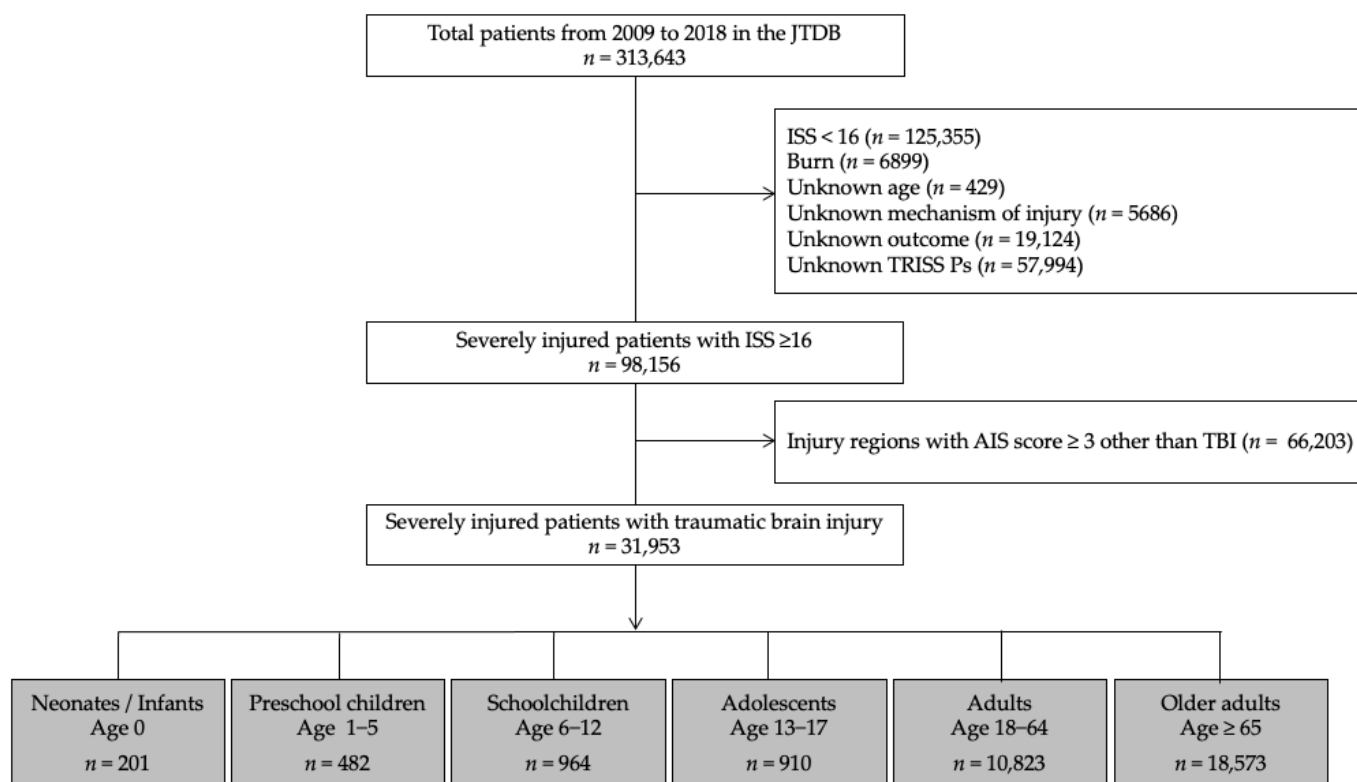 Total patients from 2009 to 2018 in the JTDB
n = 313,643
ISS < 16 (n = 125,355)
Burn (n = 6899)
Unknown age (n = 429)
Unknown mechanism of injury (n = 5686)
Unknown outcome (n = 19,124)
Unknown TRISS Ps (n = 57,994)
Severely injured patients with ISS ≥16
n = 98,156
Injury regions with AIS score ≥ 3 other than TBI (n = 66,203)
Severely injured patients with traumatic brain injury
n = 31,953
Neonates / Infants
Age 0
n = 201
Preschool children
Age 1–5
n = 482
Schoolchildren
Age 6–12
n = 964
Adolescents
Age 13–17
n = 910
Adults
Age 18–64
n = 10,823
Older adults
Age ≥ 65
n = 18,573